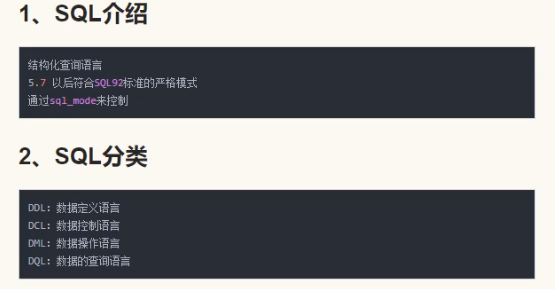 1、SQL介绍
结构化查询语言
5.7 以后符合SQL92标准的严格模式
通过sql_mode来控制
2、SQL分类
DDL：数据定义语言
DCL：数据控制语言
DML：数据操作语言
DQL：数据的查询语言